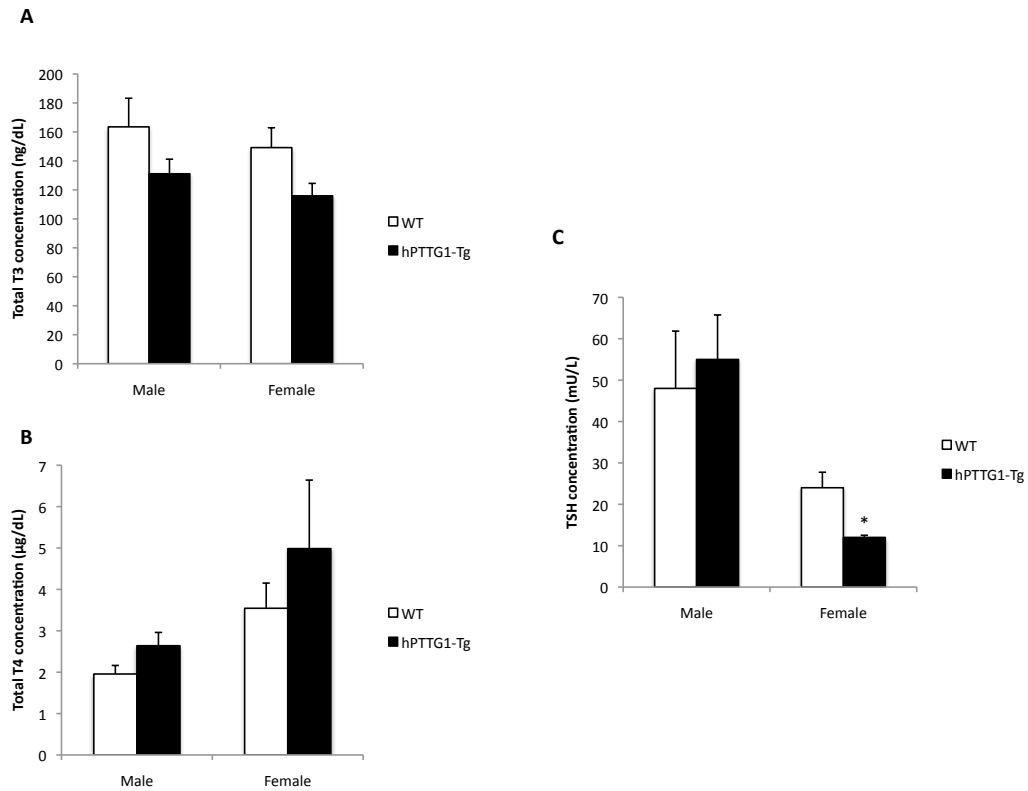 A
Total T3 concentration (ng/dL)
200
180
160
140
120
100
80
60
40
20
0
Male
Female
WT
hPTTG1-Tg
B
Total T4 concentration (µg/dL)
7
6
5
4
3
2
1
0
Male
Female
WT
hPTTG1-Tg
C
TSH concentration (mU/L)
70
60
50
40
30
20
10
0
*
Male
Female
WT
hPTTG1-Tg